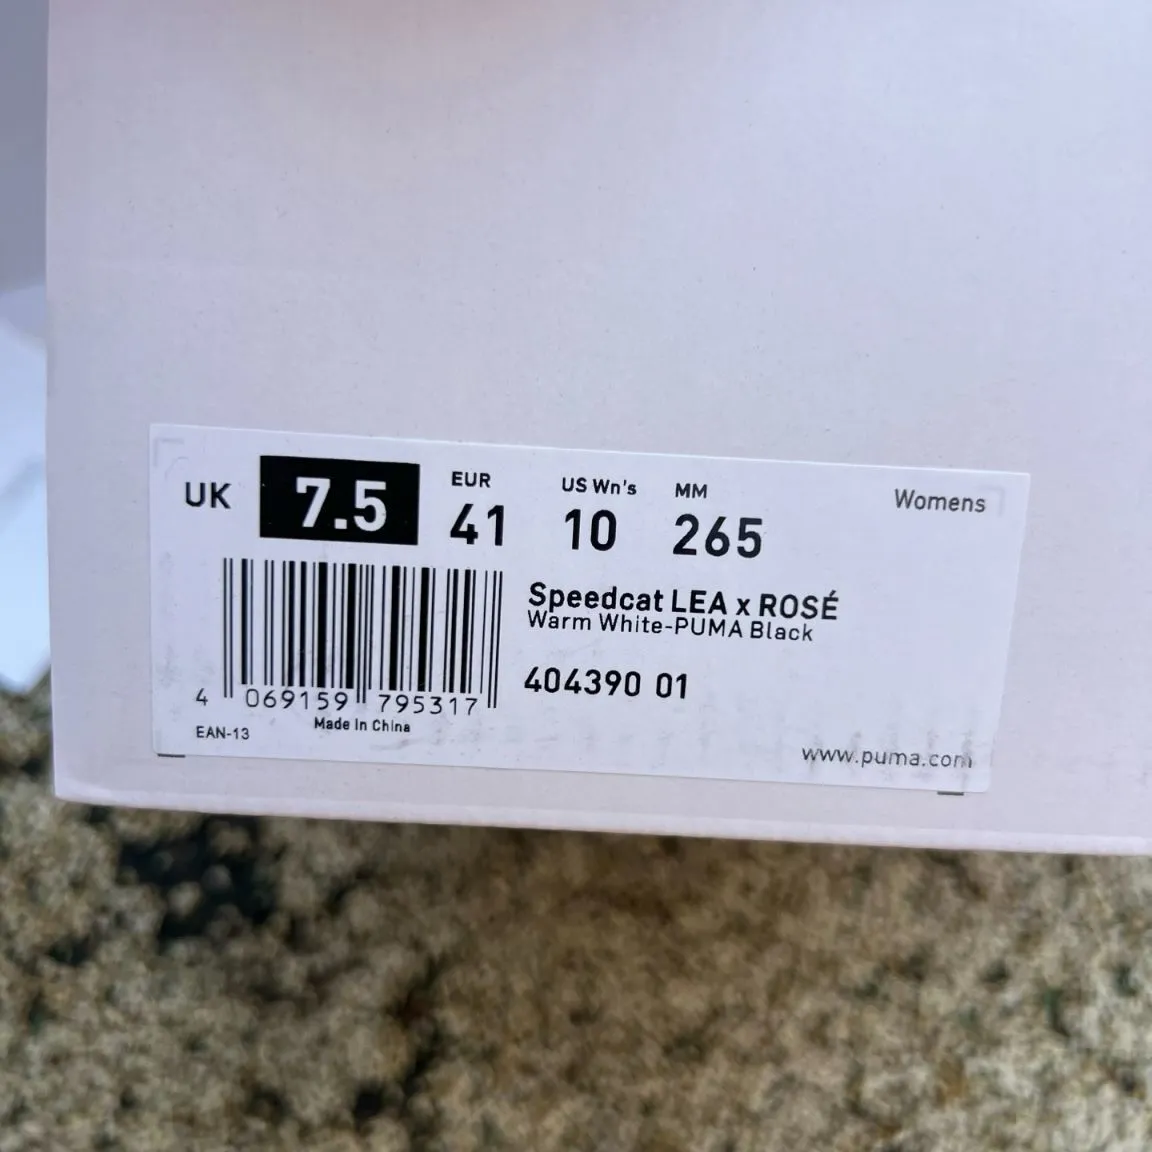 UK 7.5 EUR 41 US Wn's 10 MM 265 Womens
Speedcat LEA x ROSÉ
Warm White-PUMA Black
404390 01
4 069159 795317
Made in China
EAN-13
www.puma.com